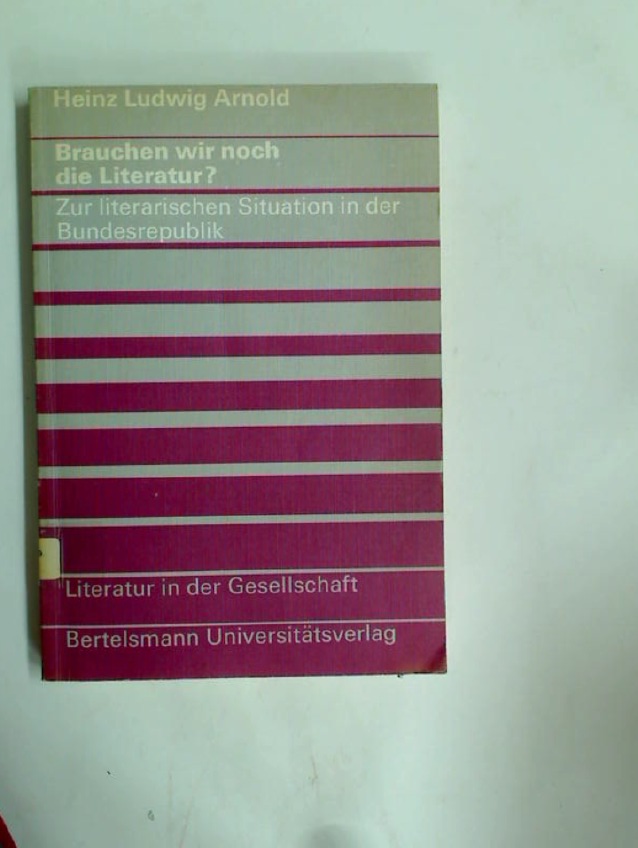 Heinz Ludwig Arnold
Brauchen wir noch
die Literatur?
Zur literarischen Situation in der
Bundesrepublik
Literatur in der Gesellschaft
Bertelsmann Universitätsverlag